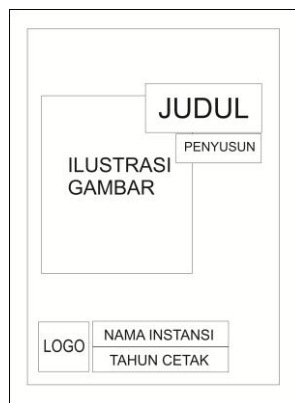 JUDUL
PENYUSUN
ILUSTRASI
GAMBAR
LOGO
NAMA INSTANSI
TAHUN CETAK